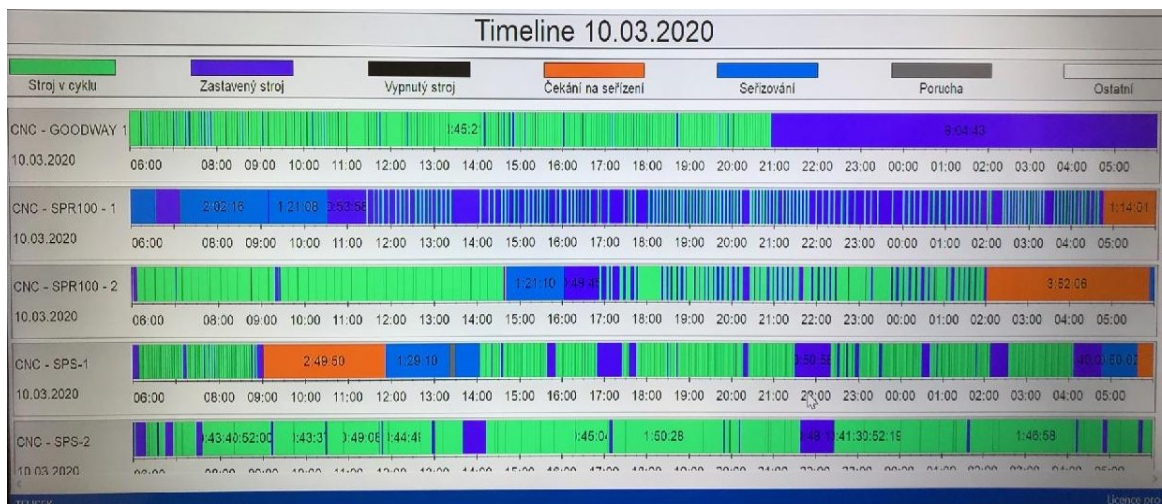 Timeline 10.03.2020
Stroj v cyklu Zastavený stroj Vypnutý stroj Čekání na seřízení Seřizování Porucha Ostatní
CNC - GOODWAY 1 8:04:43
10.03.2020 06:00 08:00 09:00 10:00 11:00 12:00 13:00 14:00 15:00 16:00 17:00 18:00 19:00 20:00 21:00 22:00 23:00 00:00 01:00 02:00 03:00 04:00 05:00
CNC - SPR100 - 1 2:02:16 1:21:08 1:14:01
10.03.2020 06:00 08:00 09:00 10:00 11:00 12:00 13:00 14:00 15:00 16:00 17:00 18:00 19:00 20:00 21:00 22:00 23:00 00:00 01:00 02:00 03:00 04:00 05:00
CNC - SPR100 - 2 1:21:10 3:52:06
10.03.2020 06:00 08:00 09:00 10:00 11:00 12:00 13:00 14:00 15:00 16:00 17:00 18:00 19:00 20:00 21:00 22:00 23:00 00:00 01:00 02:00 03:00 04:00 05:00
CNC - SPS-1 2:49:50 1:29:10
10.03.2020 06:00 08:00 09:00 10:00 11:00 12:00 13:00 14:00 15:00 16:00 17:00 18:00 19:00 20:00 21:00 22:00 23:00 00:00 01:00 02:00 03:00 04:00 05:00
CNC - SPS-2 1:50:26 1:46:58
10.03.2020
Licence pro